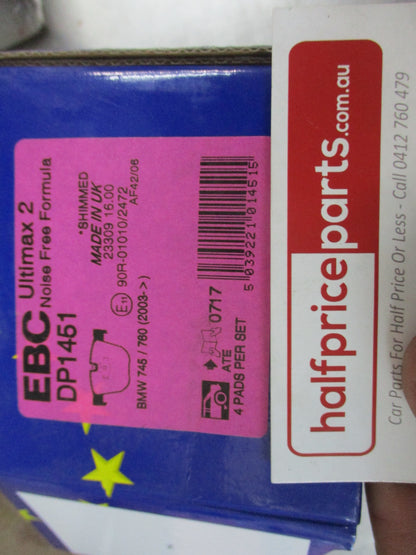 EBC Ultimax 2
Noise Free Formula
DP1451
*SHIMMED
MADE IN UK
23309 16.00
E11 90R-01010/2472
AF42/06
BMW 745 / 760 (2003->)
ATE
0717
4 PADS PER SET
5 039221 014515
halfpriceparts.com.au
Car Parts For Half Price Or Less - Call 0412 760 479